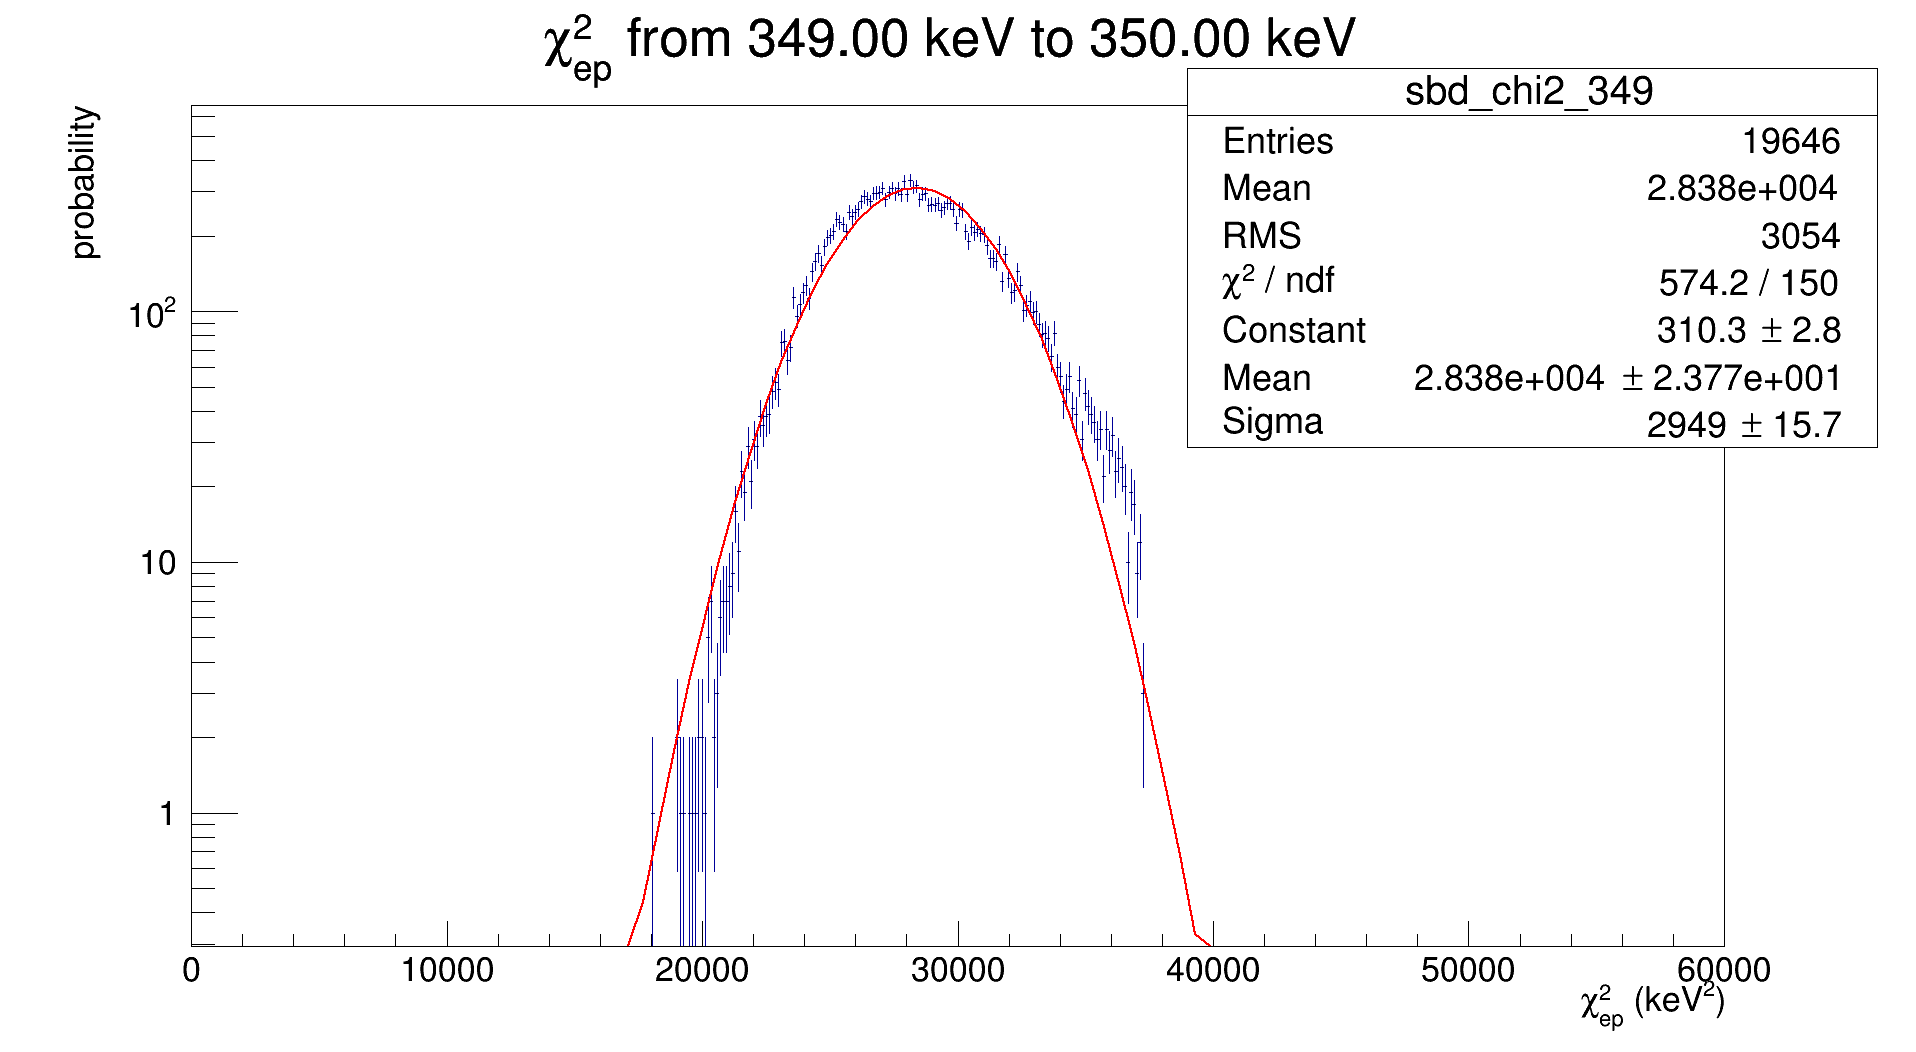 χ²ep from 349.00 keV to 350.00 keV
sbd_chi2_349
Entries 19646
Mean 2.838e+004
RMS 3054
χ² / ndf 574.2 / 150
Constant 310.3 ± 2.8
Mean 2.838e+004 ± 2.377e+001
Sigma 2949 ± 15.7
probability
10²
10
1
0 10000 20000 30000 40000 50000 60000
χ²ep (keV²)